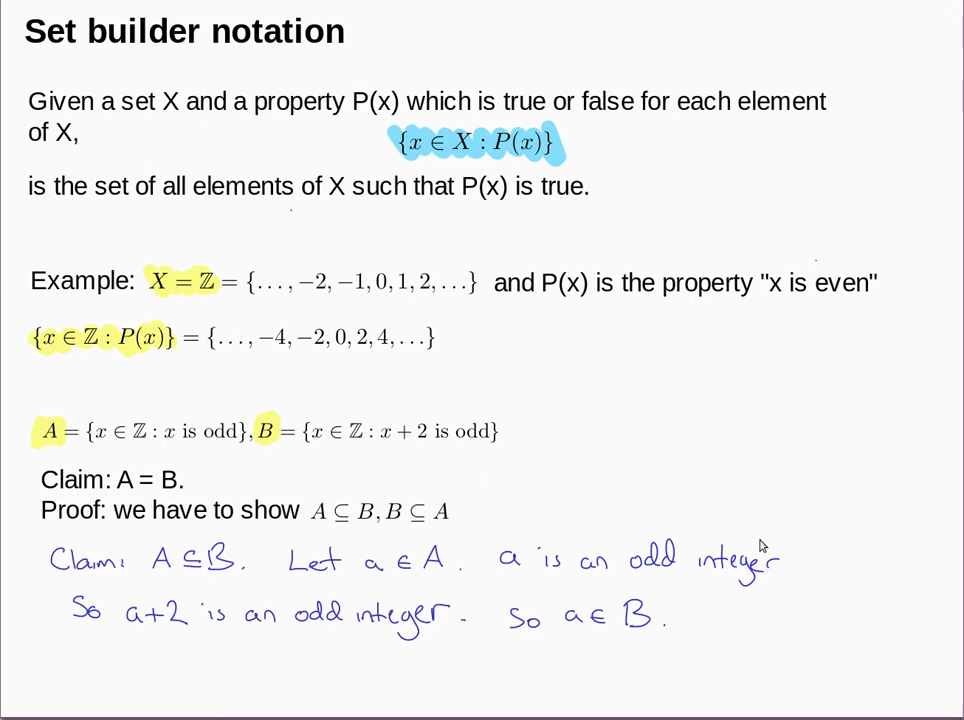 Set builder notation
Given a set X and a property P(x) which is true or false for each element
of X,
{x ∈ X : P(x)}
is the set of all elements of X such that P(x) is true.
Example: X = ℤ = {…, −2, −1, 0, 1, 2, …} and P(x) is the property "x is even"
{x ∈ ℤ : P(x)} = {…, −4, −2, 0, 2, 4, …}
A = {x ∈ ℤ : x is odd}, B = {x ∈ ℤ : x + 2 is odd}
Claim: A = B.
Proof: we have to show A ⊆ B, B ⊆ A
Claim: A ⊆ B. Let a ∈ A. a is an odd integer
So a+2 is an odd integer. So a ∈ B.